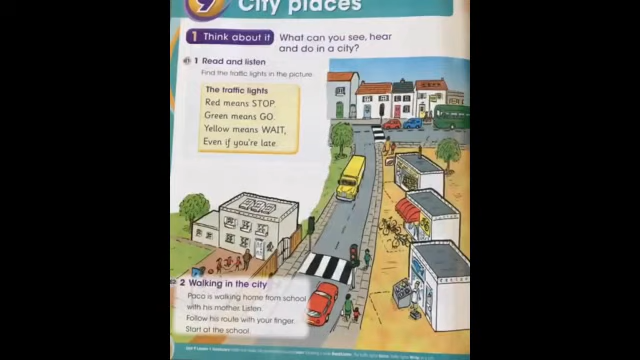 9 City places
1 Think about it What can you see, hear
and do in a city?
1 Read and listen
Find the traffic lights in the picture.
The traffic lights
Red means STOP.
Green means GO.
Yellow means WAIT,
Even if you're late.
2 Walking in the city
Paco is walking home from school
with his mother. Listen.
Follow his route with your finger.
Start at the school.